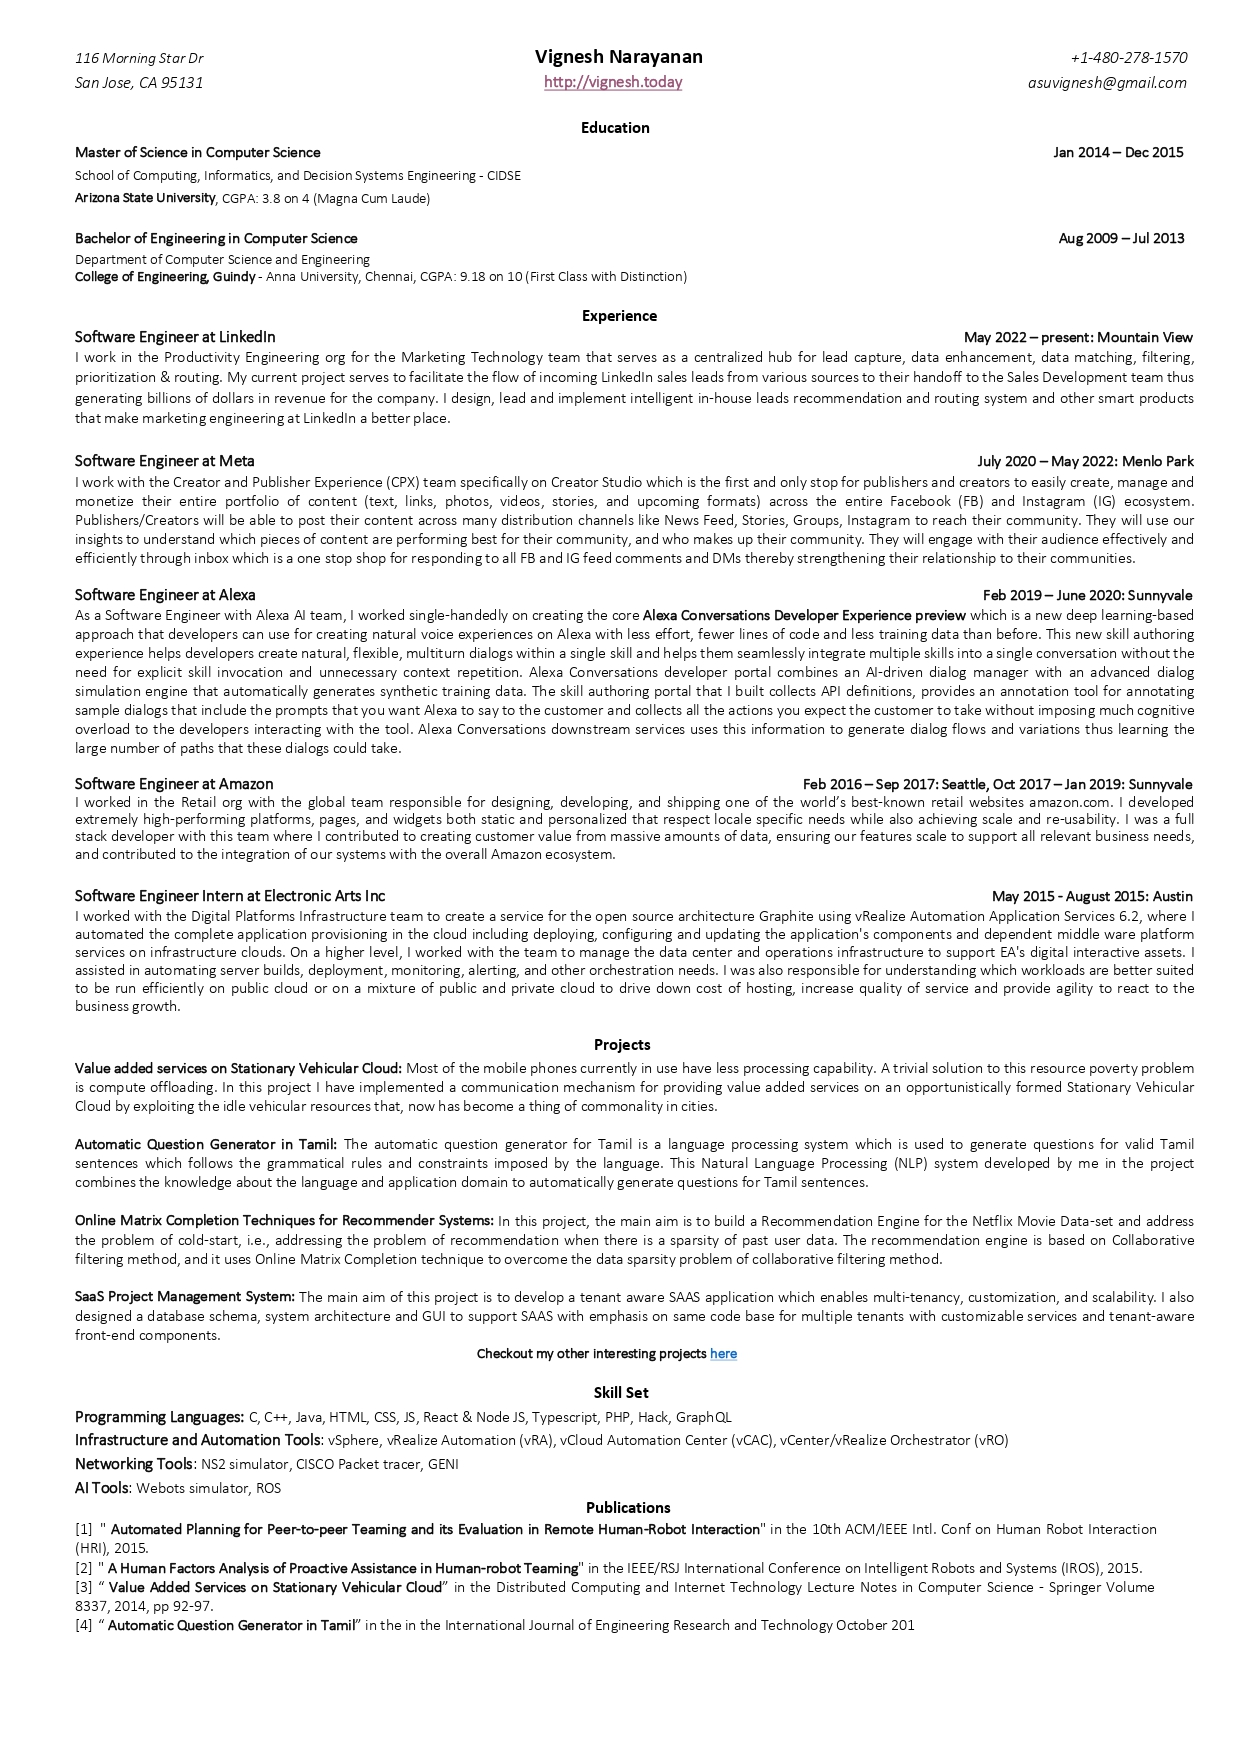 116 Morning Star Dr Vignesh Narayanan +1-480-278-1570
San Jose, CA 95131 http://vignesh.today asuvignesh@gmail.com
Education
Master of Science in Computer Science Jan 2014 – Dec 2015
School of Computing, Informatics, and Decision Systems Engineering - CIDSE
Arizona State University, CGPA: 3.8 on 4 (Magna Cum Laude)
Bachelor of Engineering in Computer Science Aug 2009 – Jul 2013
Department of Computer Science and Engineering
College of Engineering, Guindy - Anna University, Chennai, CGPA: 9.18 on 10 (First Class with Distinction)
Experience
Software Engineer at LinkedIn May 2022 – present: Mountain View
I work in the Productivity Engineering org for the Marketing Technology team that serves as a centralized hub for lead capture, data enhancement, data matching, filtering,
prioritization & routing. My current project serves to facilitate the flow of incoming LinkedIn sales leads from various sources to their handoff to the Sales Development team thus
generating billions of dollars in revenue for the company. I design, lead and implement intelligent in-house leads recommendation and routing system and other smart products
that make marketing engineering at LinkedIn a better place.
Software Engineer at Meta July 2020 – May 2022: Menlo Park
I work with the Creator and Publisher Experience (CPX) team specifically on Creator Studio which is the first and only stop for publishers and creators to easily create, manage and
monetize their entire portfolio of content (text, links, photos, videos, stories, and upcoming formats) across the entire Facebook (FB) and Instagram (IG) ecosystem.
Publishers/Creators will be able to post their content across many distribution channels like News Feed, Stories, Groups, Instagram to reach their community. They will use our
insights to understand which pieces of content are performing best for their community, and who makes up their community. They will engage with their audience effectively and
efficiently through inbox which is a one stop shop for responding to all FB and IG feed comments and DMs thereby strengthening their relationship to their communities.
Software Engineer at Alexa Feb 2019 – June 2020: Sunnyvale
As a Software Engineer with Alexa AI team, I worked single-handedly on creating the core Alexa Conversations Developer Experience preview which is a new deep learning-based
approach that developers can use for creating natural voice experiences on Alexa with less effort, fewer lines of code and less training data than before. This new skill authoring
experience helps developers create natural, flexible, multiturn dialogs within a single skill and helps them seamlessly integrate multiple skills into a single conversation without the
need for explicit skill invocation and unnecessary context repetition. Alexa Conversations developer portal combines an AI-driven dialog manager with an advanced dialog
simulation engine that automatically generates synthetic training data. The skill authoring portal that I built collects API definitions, provides an annotation tool for annotating
sample dialogs that include the prompts that you want Alexa to say to the customer and collects all the actions you expect the customer to take without imposing much cognitive
overload to the developers interacting with the tool. Alexa Conversations downstream services uses this information to generate dialog flows and variations thus learning the
large number of paths that these dialogs could take.
Software Engineer at Amazon Feb 2016 – Sep 2017: Seattle, Oct 2017 – Jan 2019: Sunnyvale
I worked in the Retail org with the global team responsible for designing, developing, and shipping one of the world’s best-known retail websites amazon.com. I developed
extremely high-performing platforms, pages, and widgets both static and personalized that respect locale specific needs while also achieving scale and re-usability. I was a full
stack developer with this team where I contributed to creating customer value from massive amounts of data, ensuring our features scale to support all relevant business needs,
and contributed to the integration of our systems with the overall Amazon ecosystem.
Software Engineer Intern at Electronic Arts Inc May 2015 - August 2015: Austin
I worked with the Digital Platforms Infrastructure team to create a service for the open source architecture Graphite using vRealize Automation Application Services 6.2, where I
automated the complete application provisioning in the cloud including deploying, configuring and updating the application's components and dependent middle ware platform
services on infrastructure clouds. On a higher level, I worked with the team to manage the data center and operations infrastructure to support EA's digital interactive assets. I
assisted in automating server builds, deployment, monitoring, alerting, and other orchestration needs. I was also responsible for understanding which workloads are better suited
to be run efficiently on public cloud or on a mixture of public and private cloud to drive down cost of hosting, increase quality of service and provide agility to react to the
business growth.
Projects
Value added services on Stationary Vehicular Cloud: Most of the mobile phones currently in use have less processing capability. A trivial solution to this resource poverty problem
is compute offloading. In this project I have implemented a communication mechanism for providing value added services on an opportunistically formed Stationary Vehicular
Cloud by exploiting the idle vehicular resources that, now has become a thing of commonality in cities.
Automatic Question Generator in Tamil: The automatic question generator for Tamil is a language processing system which is used to generate questions for valid Tamil
sentences which follows the grammatical rules and constraints imposed by the language. This Natural Language Processing (NLP) system developed by me in the project
combines the knowledge about the language and application domain to automatically generate questions for Tamil sentences.
Online Matrix Completion Techniques for Recommender Systems: In this project, the main aim is to build a Recommendation Engine for the Netflix Movie Data-set and address
the problem of cold-start, i.e., addressing the problem of recommendation when there is a sparsity of past user data. The recommendation engine is based on Collaborative
filtering method, and it uses Online Matrix Completion technique to overcome the data sparsity problem of collaborative filtering method.
SaaS Project Management System: The main aim of this project is to develop a tenant aware SAAS application which enables multi-tenancy, customization, and scalability. I also
designed a database schema, system architecture and GUI to support SAAS with emphasis on same code base for multiple tenants with customizable services and tenant-aware
front-end components.
Checkout my other interesting projects here
Skill Set
Programming Languages: C, C++, Java, HTML, CSS, JS, React & Node JS, Typescript, PHP, Hack, GraphQL
Infrastructure and Automation Tools: vSphere, vRealize Automation (vRA), vCloud Automation Center (vCAC), vCenter/vRealize Orchestrator (vRO)
Networking Tools: NS2 simulator, CISCO Packet tracer, GENI
AI Tools: Webots simulator, ROS
Publications
[1] " Automated Planning for Peer-to-peer Teaming and its Evaluation in Remote Human-Robot Interaction" in the 10th ACM/IEEE Intl. Conf on Human Robot Interaction
(HRI), 2015.
[2] " A Human Factors Analysis of Proactive Assistance in Human-robot Teaming" in the IEEE/RSJ International Conference on Intelligent Robots and Systems (IROS), 2015.
[3] “ Value Added Services on Stationary Vehicular Cloud” in the Distributed Computing and Internet Technology Lecture Notes in Computer Science - Springer Volume
8337, 2014, pp 92-97.
[4] “ Automatic Question Generator in Tamil” in the in the International Journal of Engineering Research and Technology October 201